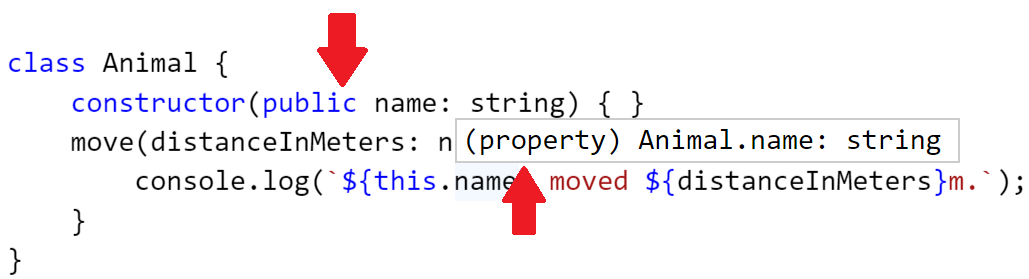 class Animal {
constructor(public name: string) { }
move(distanceInMeters: n
(property) Animal.name: string
console.log(`${this.name moved ${distanceInMeters}m.`);
}
}